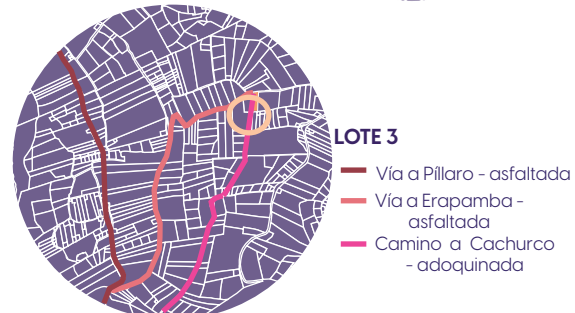 LOTE 3
Vía a Píllaro - asfaltada
Vía a Erapamba -
asfaltada
Camino a Cachurco
- adoquinada